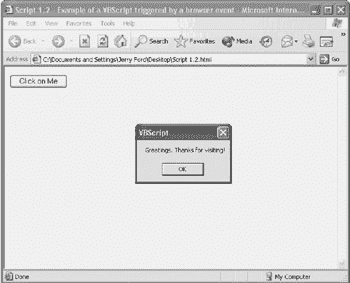 Script 1.2 - Example of a VBScript triggered by a browser event - Microsoft Intern...
File Edit View Favorites Tools Help
Back Search Favorites Media
Address C:\Documents and Settings\Jerry Ford\Desktop\Script 1.2.html Go
Click on Me
VBScript
Greetings. Thanks for visiting!
OK
Done My Computer